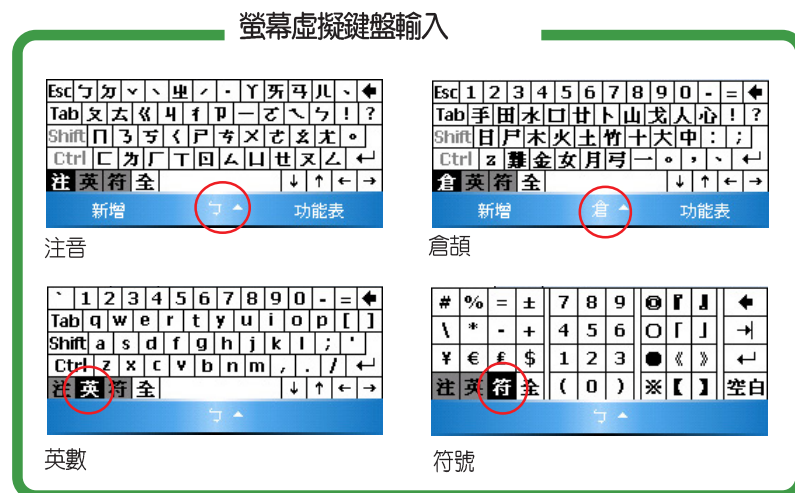 螢幕虛擬鍵盤輸入
Esc ㄅ ㄉ ˇ ˋ ㄓ ˊ ˙ ㄚ ㄞ ㄢ ㄦ 、 ←
Tab ㄆ ㄊ ㄍ ㄐ ㄔ ㄗ ㄧ ㄛ ㄟ ㄣ ! ?
Shift ㄇ ㄋ ㄎ ㄑ ㄕ ㄘ ㄨ ㄜ ㄠ ㄤ 。
Ctrl ㄈ ㄌ ㄏ ㄒ ㄖ ㄙ ㄩ ㄝ ㄡ ㄥ ↵
注 英 符 全 ↓ ↑ ← →
新增 ㄅ 功能表
注音
Esc 1 2 3 4 5 6 7 8 9 0 - = ←
Tab 手 田 水 口 廿 卜 山 戈 人 心 ! ?
Shift 日 尸 木 火 土 竹 十 大 中 : ;
Ctrl z 難 金 女 月 弓 一 。 , 、 ↵
倉 英 符 全 ↓ ↑ ← →
新增 倉 功能表
倉頡
` 1 2 3 4 5 6 7 8 9 0 - = ←
Tab q w e r t y u i o p [ ]
Shift a s d f g h j k l ; '
Ctrl z x c v b n m , . / ↵
注 英 符 全 ↓ ↑ ← →
ㄅ
英數
# % = ± 7 8 9 ◎ 『 』 ←
\ * - + 4 5 6 ○ 「 」 →|
¥ € £ $ 1 2 3 ● 《 》 ↵
注 英 符 全 ( 0 ) ※ 【 】 空白
ㄅ
符號